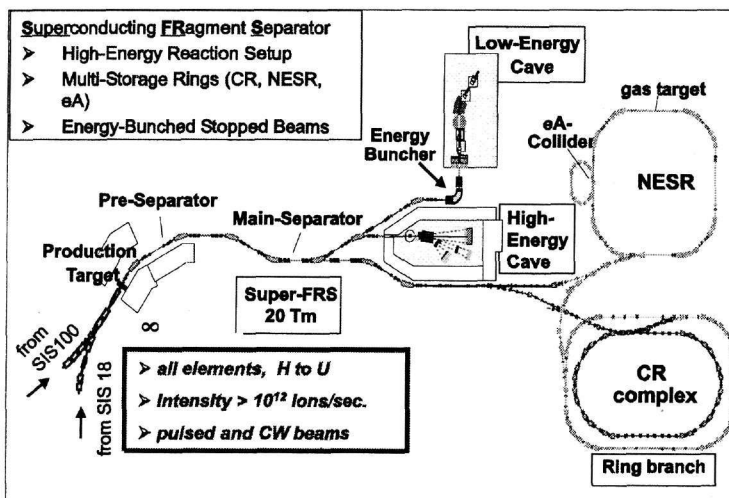 Superconducting FRagment Separator
➤ High-Energy Reaction Setup
➤ Multi-Storage Rings (CR, NESR,
eA)
➤ Energy-Bunched Stopped Beams
Low-Energy
Cave
gas target
eA-
Collider
NESR
Energy
Buncher
Pre-Separator
Main-Separator
High-
Energy
Cave
Production
Target
Super-FRS
20 Tm
∞
from SIS100
from SIS 18
➤ all elements, H to U
➤ Intensity > 10¹² ions/sec.
➤ pulsed and CW beams
CR
complex
Ring branch